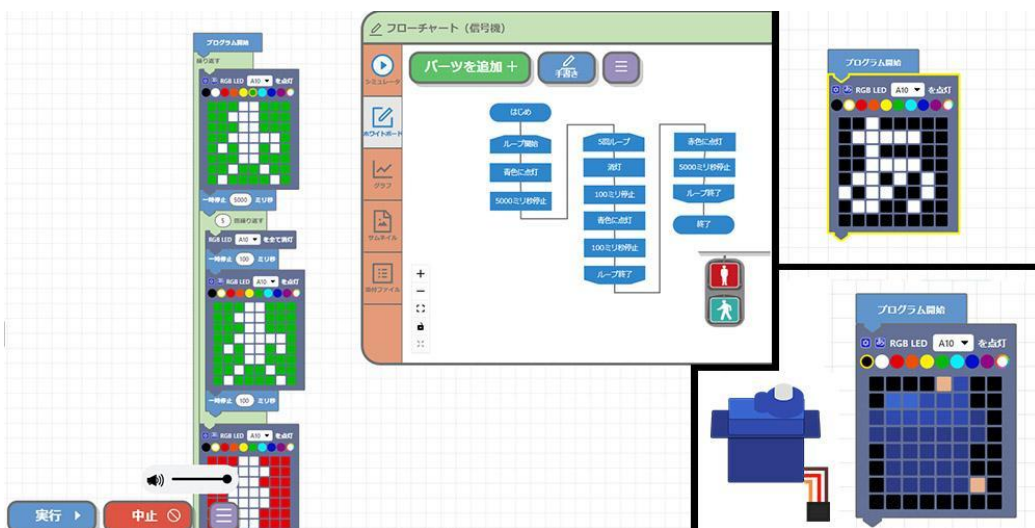 プログラム開始
繰り返す
RGB LED A10 を点灯
一時停止 5000 ミリ秒
5 回繰り返す
RGB LED A10 を全て消灯
一時停止 100 ミリ秒
RGB LED A10 を点灯
一時停止 100 ミリ秒
RGB LED A10 を点灯
実行
中止
フローチャート（信号機）
シミュレータ
ホワイトボード
グラフ
サムネイル
添付ファイル
パーツを追加 +
手書き
はじめ
ループ開始
青色に点灯
5000ミリ秒停止
5回ループ
消灯
100ミリ停止
青色に点灯
100ミリ秒停止
ループ終了
赤色に点灯
5000ミリ秒停止
ループ終了
終了
プログラム開始
RGB LED A10 を点灯
プログラム開始
RGB LED A10 を点灯